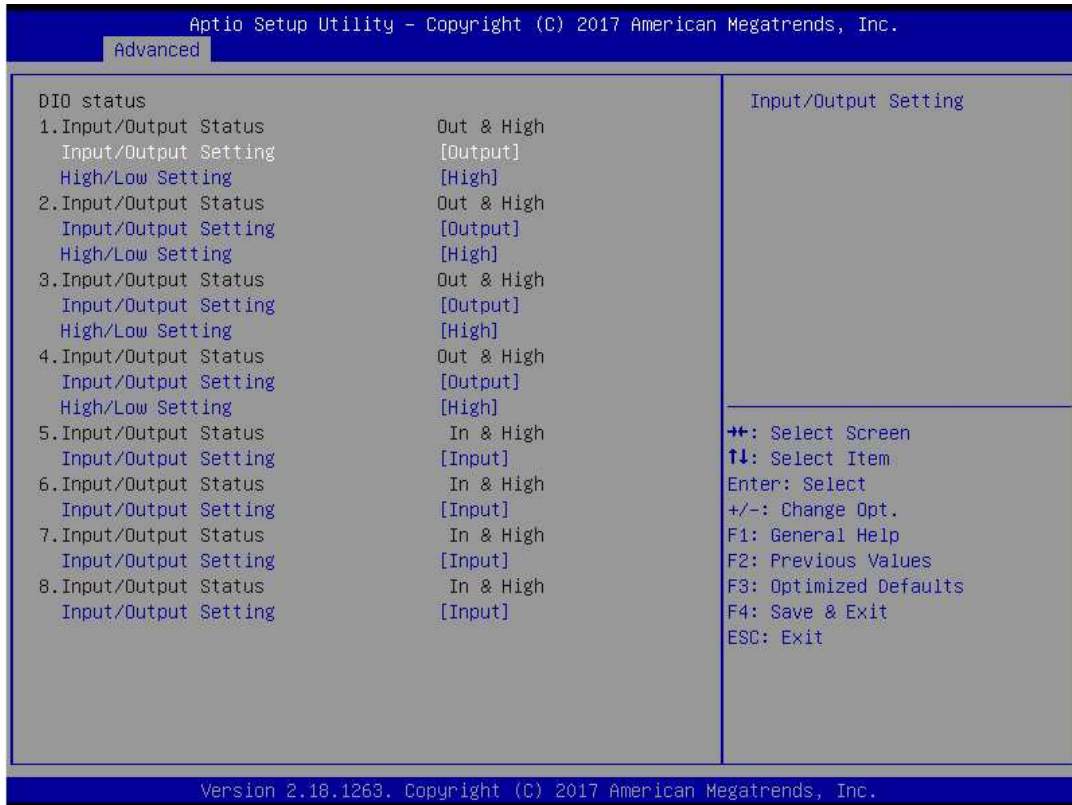 Aptio Setup Utility – Copyright (C) 2017 American Megatrends, Inc.
Advanced
DIO status
1.Input/Output Status Out & High
Input/Output Setting [Output]
High/Low Setting [High]
2.Input/Output Status Out & High
Input/Output Setting [Output]
High/Low Setting [High]
3.Input/Output Status Out & High
Input/Output Setting [Output]
High/Low Setting [High]
4.Input/Output Status Out & High
Input/Output Setting [Output]
High/Low Setting [High]
5.Input/Output Status In & High
Input/Output Setting [Input]
6.Input/Output Status In & High
Input/Output Setting [Input]
7.Input/Output Status In & High
Input/Output Setting [Input]
8.Input/Output Status In & High
Input/Output Setting [Input]
Input/Output Setting
→←: Select Screen
↑↓: Select Item
Enter: Select
+/-: Change Opt.
F1: General Help
F2: Previous Values
F3: Optimized Defaults
F4: Save & Exit
ESC: Exit
Version 2.18.1263. Copyright (C) 2017 American Megatrends, Inc.